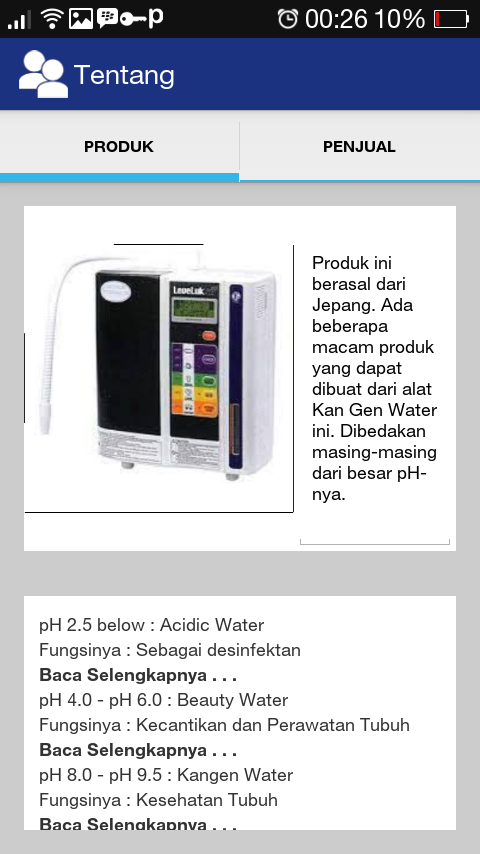 00:26 10%
Tentang
PRODUK
PENJUAL
LeveLuk
Produk ini
berasal dari
Jepang. Ada
beberapa
macam produk
yang dapat
dibuat dari alat
Kan Gen Water
ini. Dibedakan
masing-masing
dari besar pH-
nya.
pH 2.5 below : Acidic Water
Fungsinya : Sebagai desinfektan
Baca Selengkapnya . . .
pH 4.0 - pH 6.0 : Beauty Water
Fungsinya : Kecantikan dan Perawatan Tubuh
Baca Selengkapnya . . .
pH 8.0 - pH 9.5 : Kangen Water
Fungsinya : Kesehatan Tubuh
Baca Selengkapnya . . .